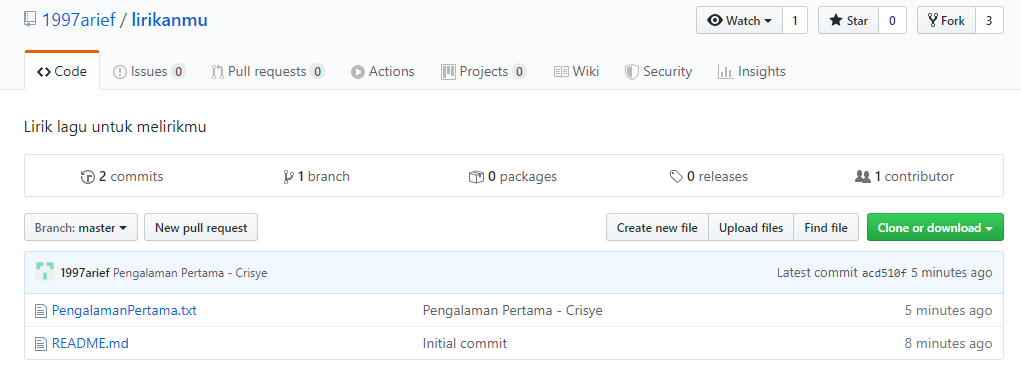 1997arief / lirikanmu Watch 1 Star 0 Fork 3
Code Issues 0 Pull requests 0 Actions Projects 0 Wiki Security Insights
Lirik lagu untuk melirikmu
2 commits 1 branch 0 packages 0 releases 1 contributor
Branch: master New pull request Create new file Upload files Find file Clone or download
1997arief Pengalaman Pertama - Crisye Latest commit acd510f 5 minutes ago
PengalamanPertama.txt Pengalaman Pertama - Crisye 5 minutes ago
README.md Initial commit 8 minutes ago